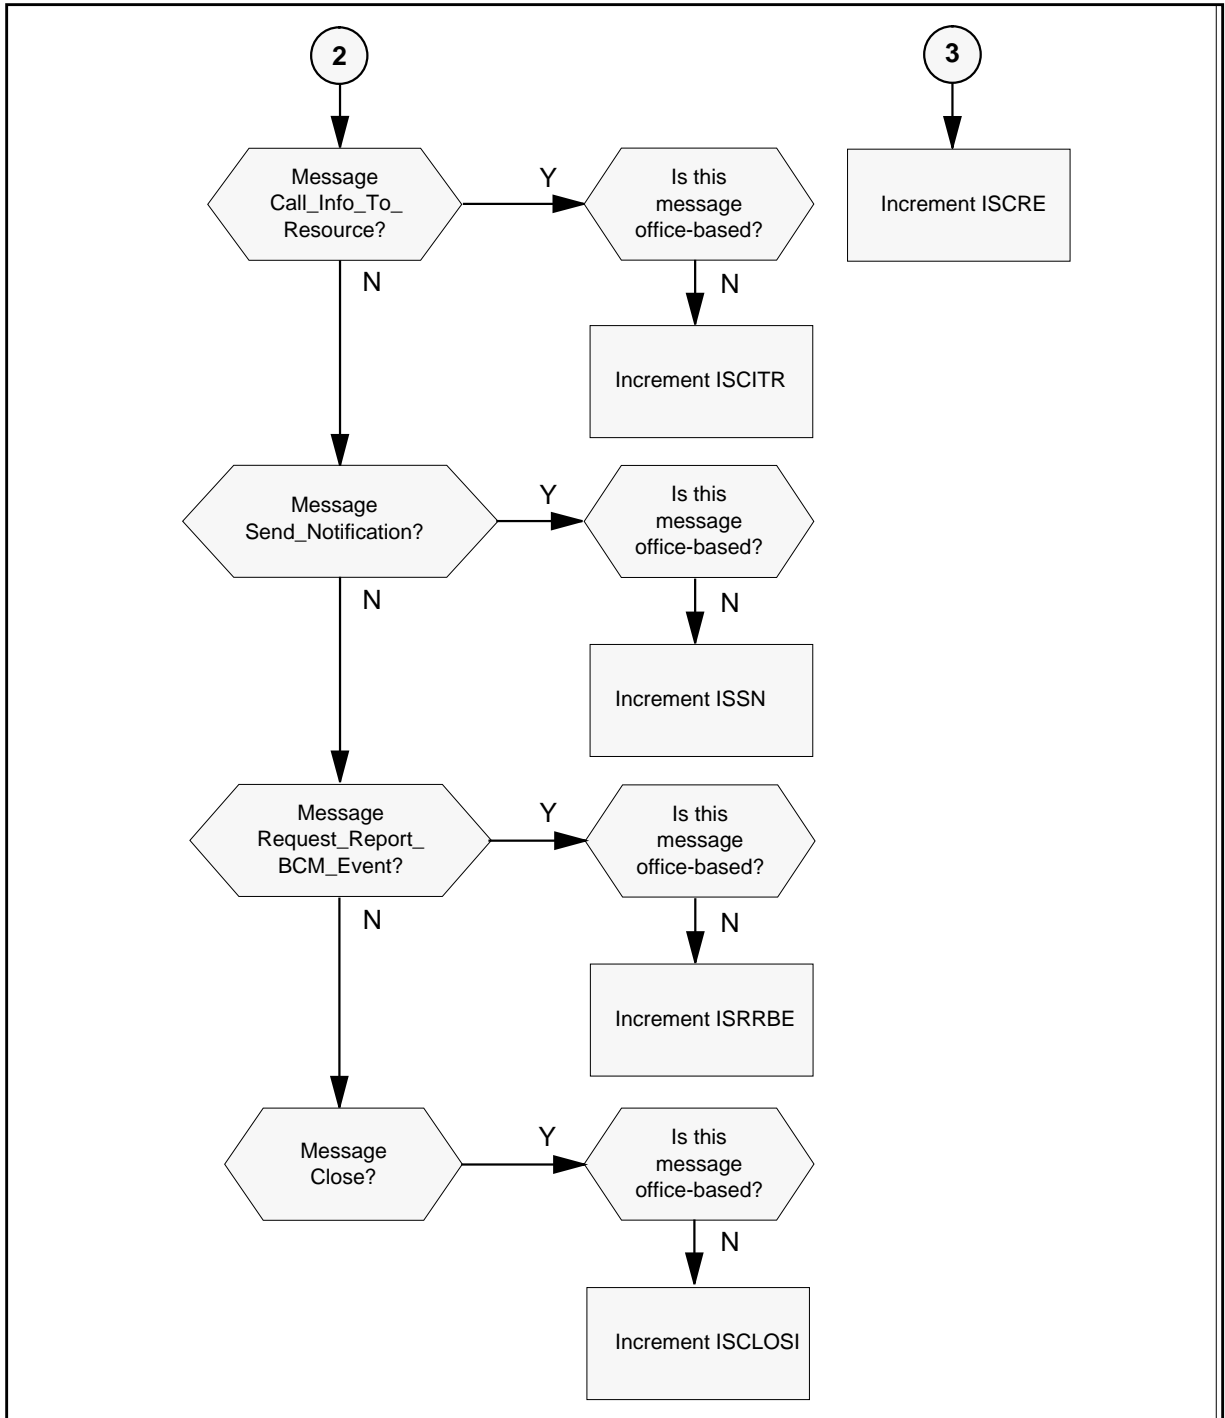 2
3
Message
Call_Info_To_
Resource?
Y
Is this
message
office-based?
Increment ISCRE
N
N
Increment ISCITR
Message
Send_Notification?
Y
Is this
message
office-based?
N
N
Increment ISSN
Message
Request_Report_
BCM_Event?
Y
Is this
message
office-based?
N
N
Increment ISRRBE
Message
Close?
Y
Is this
message
office-based?
N
Increment ISCLOSI